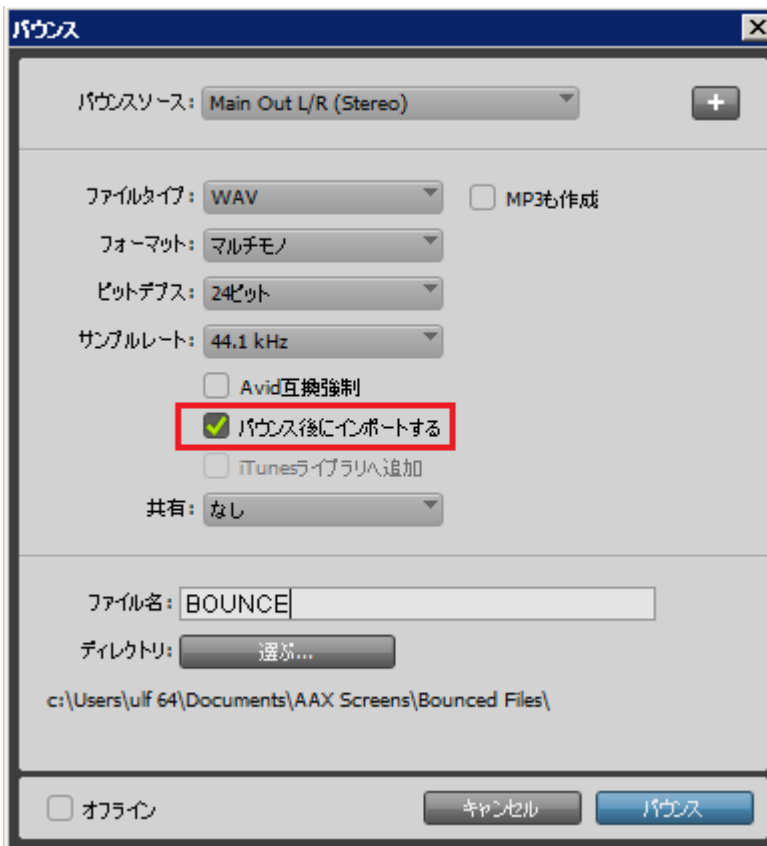 バウンス
バウンスソース: Main Out L/R (Stereo)
ファイルタイプ: WAV MP3も作成
フォーマット: マルチモノ
ビットデプス: 24ビット
サンプルレート: 44.1 kHz
Avid互換強制
バウンス後にインポートする
iTunesライブラリへ追加
共有: なし
ファイル名: BOUNCE
ディレクトリ: 選ぶ...
c:\Users\ulf 64\Documents\AAX Screens\Bounced Files\
オフライン キャンセル バウンス